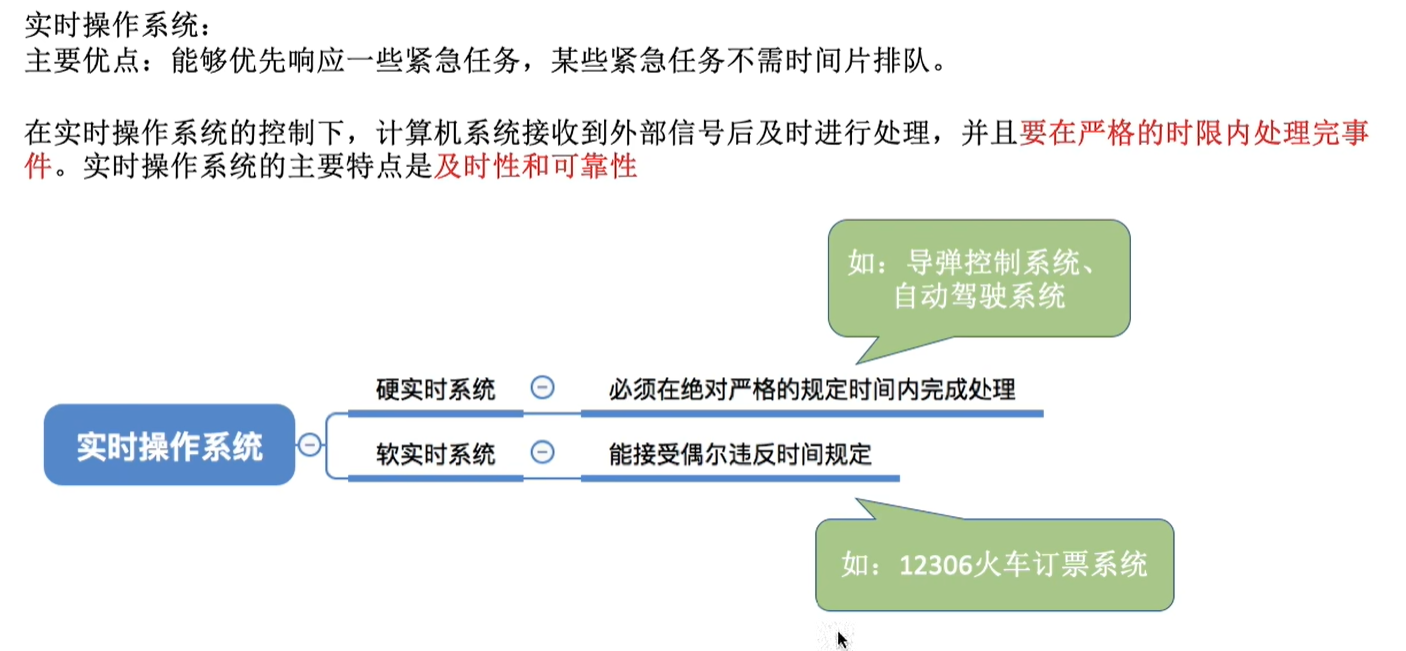 实时操作系统：
主要优点：能够优先响应一些紧急任务，某些紧急任务不需时间片排队。
在实时操作系统的控制下，计算机系统接收到外部信号后及时进行处理，并且要在严格的时限内处理完事
件。实时操作系统的主要特点是及时性和可靠性
如：导弹控制系统、
自动驾驶系统
硬实时系统
必须在绝对严格的规定时间内完成处理
实时操作系统
软实时系统
能接受偶尔违反时间规定
如：12306火车订票系统